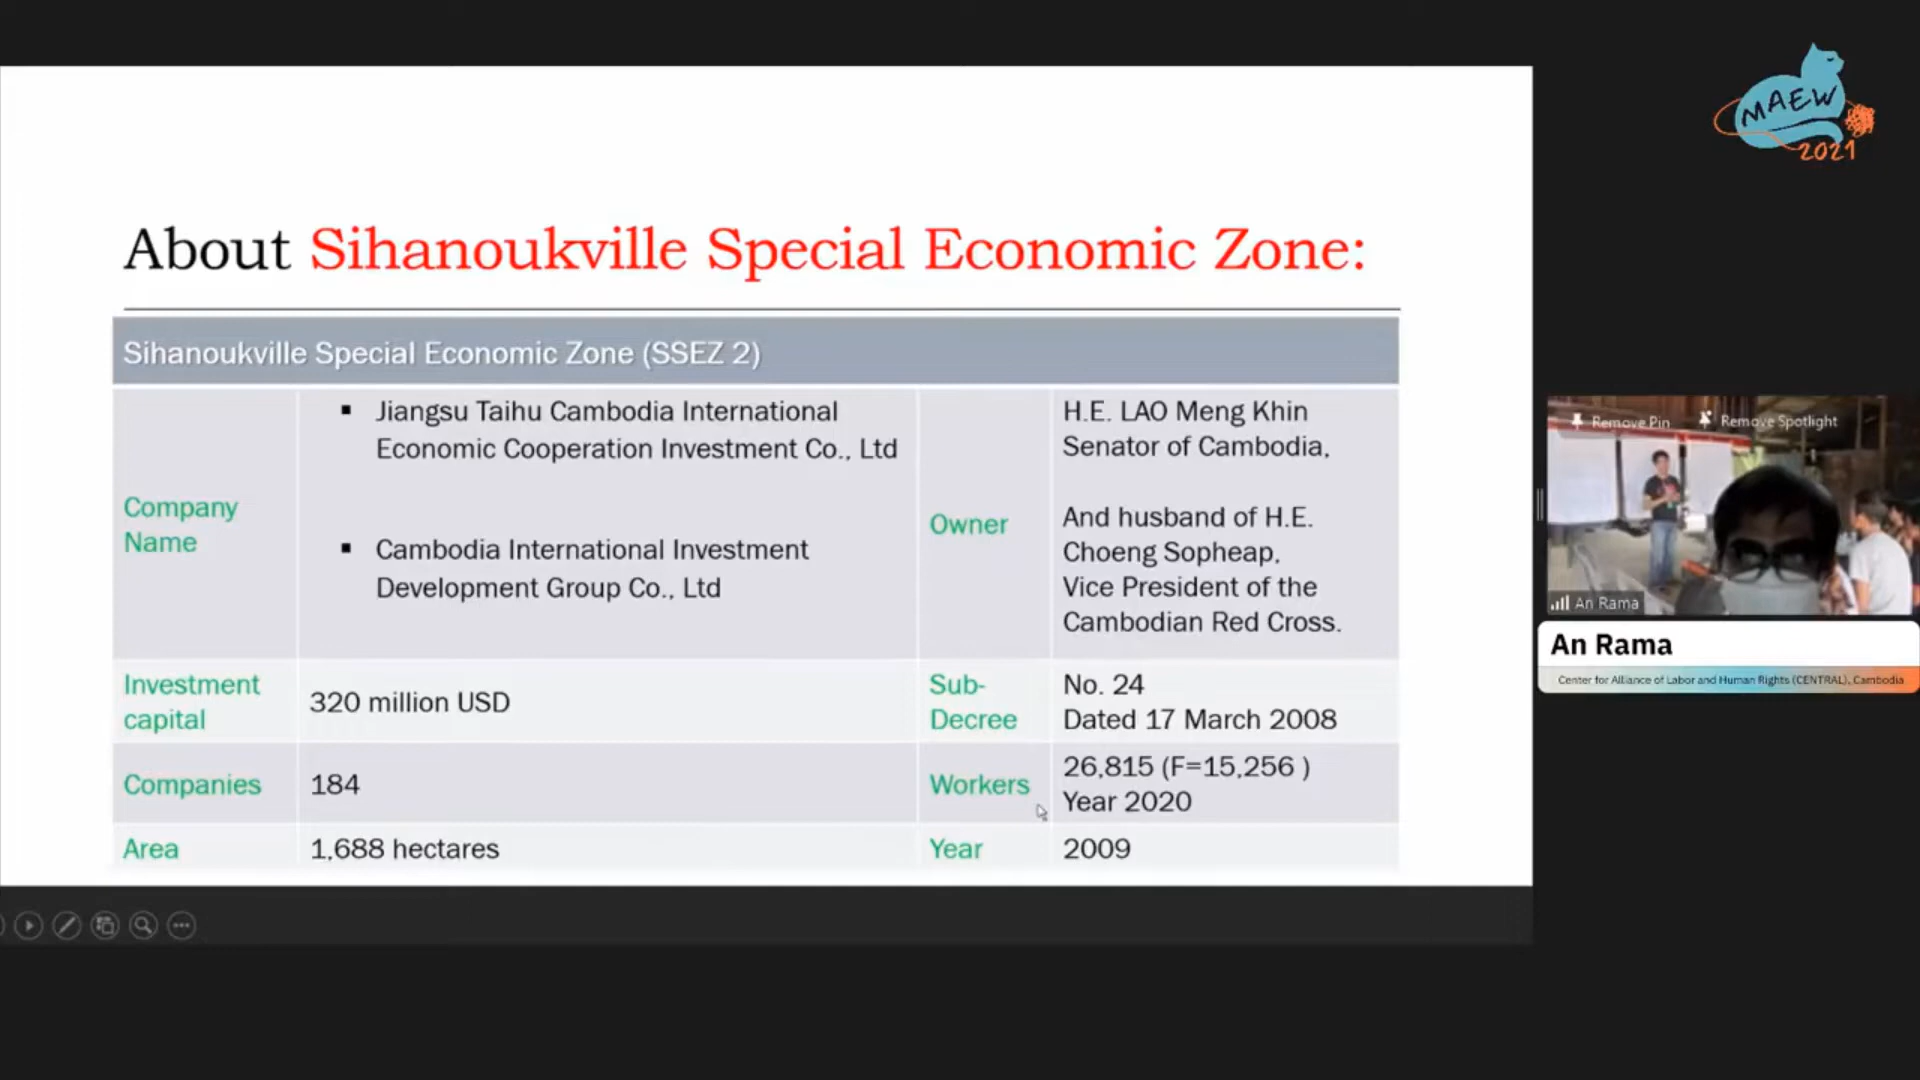 MAEW
2021
About Sihanoukville Special Economic Zone:
Sihanoukville Special Economic Zone (SSEZ 2)
Company
Name
▪ Jiangsu Taihu Cambodia International
Economic Cooperation Investment Co., Ltd
▪ Cambodia International Investment
Development Group Co., Ltd
Owner
H.E. LAO Meng Khin
Senator of Cambodia,
And husband of H.E.
Choeng Sopheap,
Vice President of the
Cambodian Red Cross.
Investment
capital
320 million USD
Sub-
Decree
No. 24
Dated 17 March 2008
Companies
184
Workers
26,815 (F=15,256 )
Year 2020
Area
1,688 hectares
Year
2009
Remove Pin
Remove Spotlight
An Rama
An Rama
Center for Alliance of Labor and Human Rights (CENTRAL), Cambodia